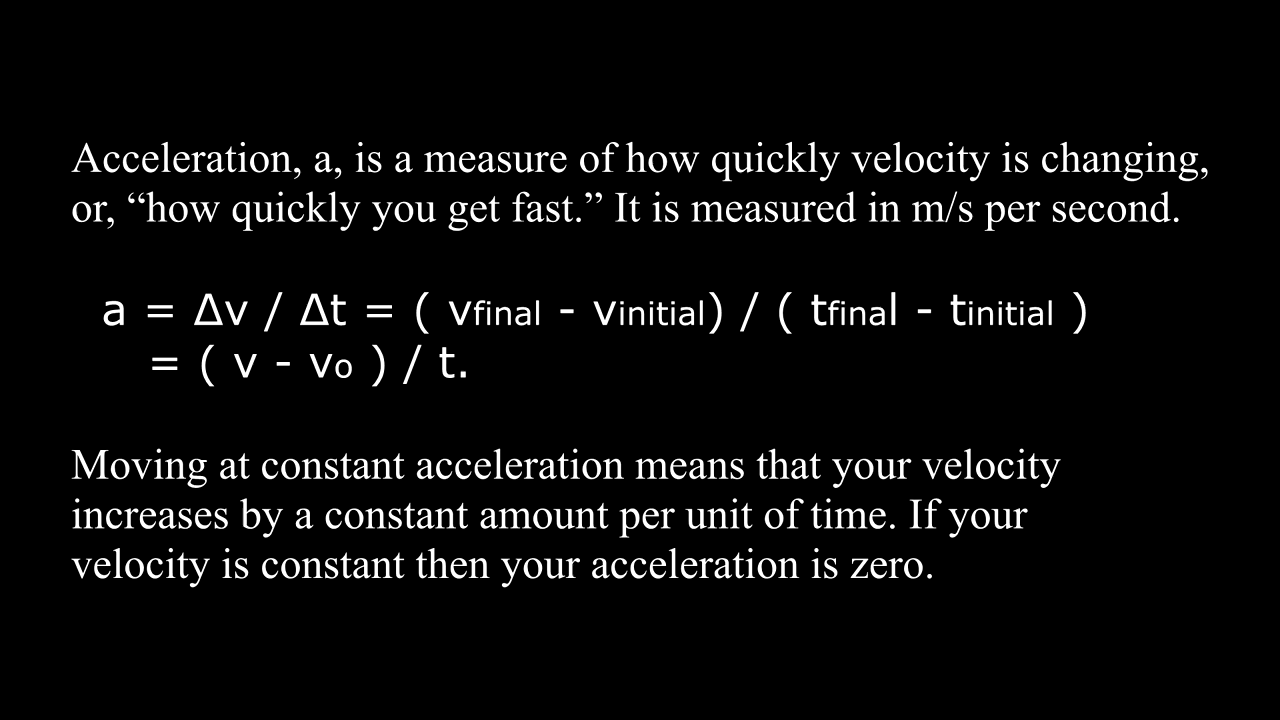 Acceleration, a, is a measure of how quickly velocity is changing,
or, “how quickly you get fast.” It is measured in m/s per second.
a = Δv / Δt = ( vfinal - vinitial) / ( tfinal - tinitial )
= ( v - vo ) / t.
Moving at constant acceleration means that your velocity
increases by a constant amount per unit of time. If your
velocity is constant then your acceleration is zero.